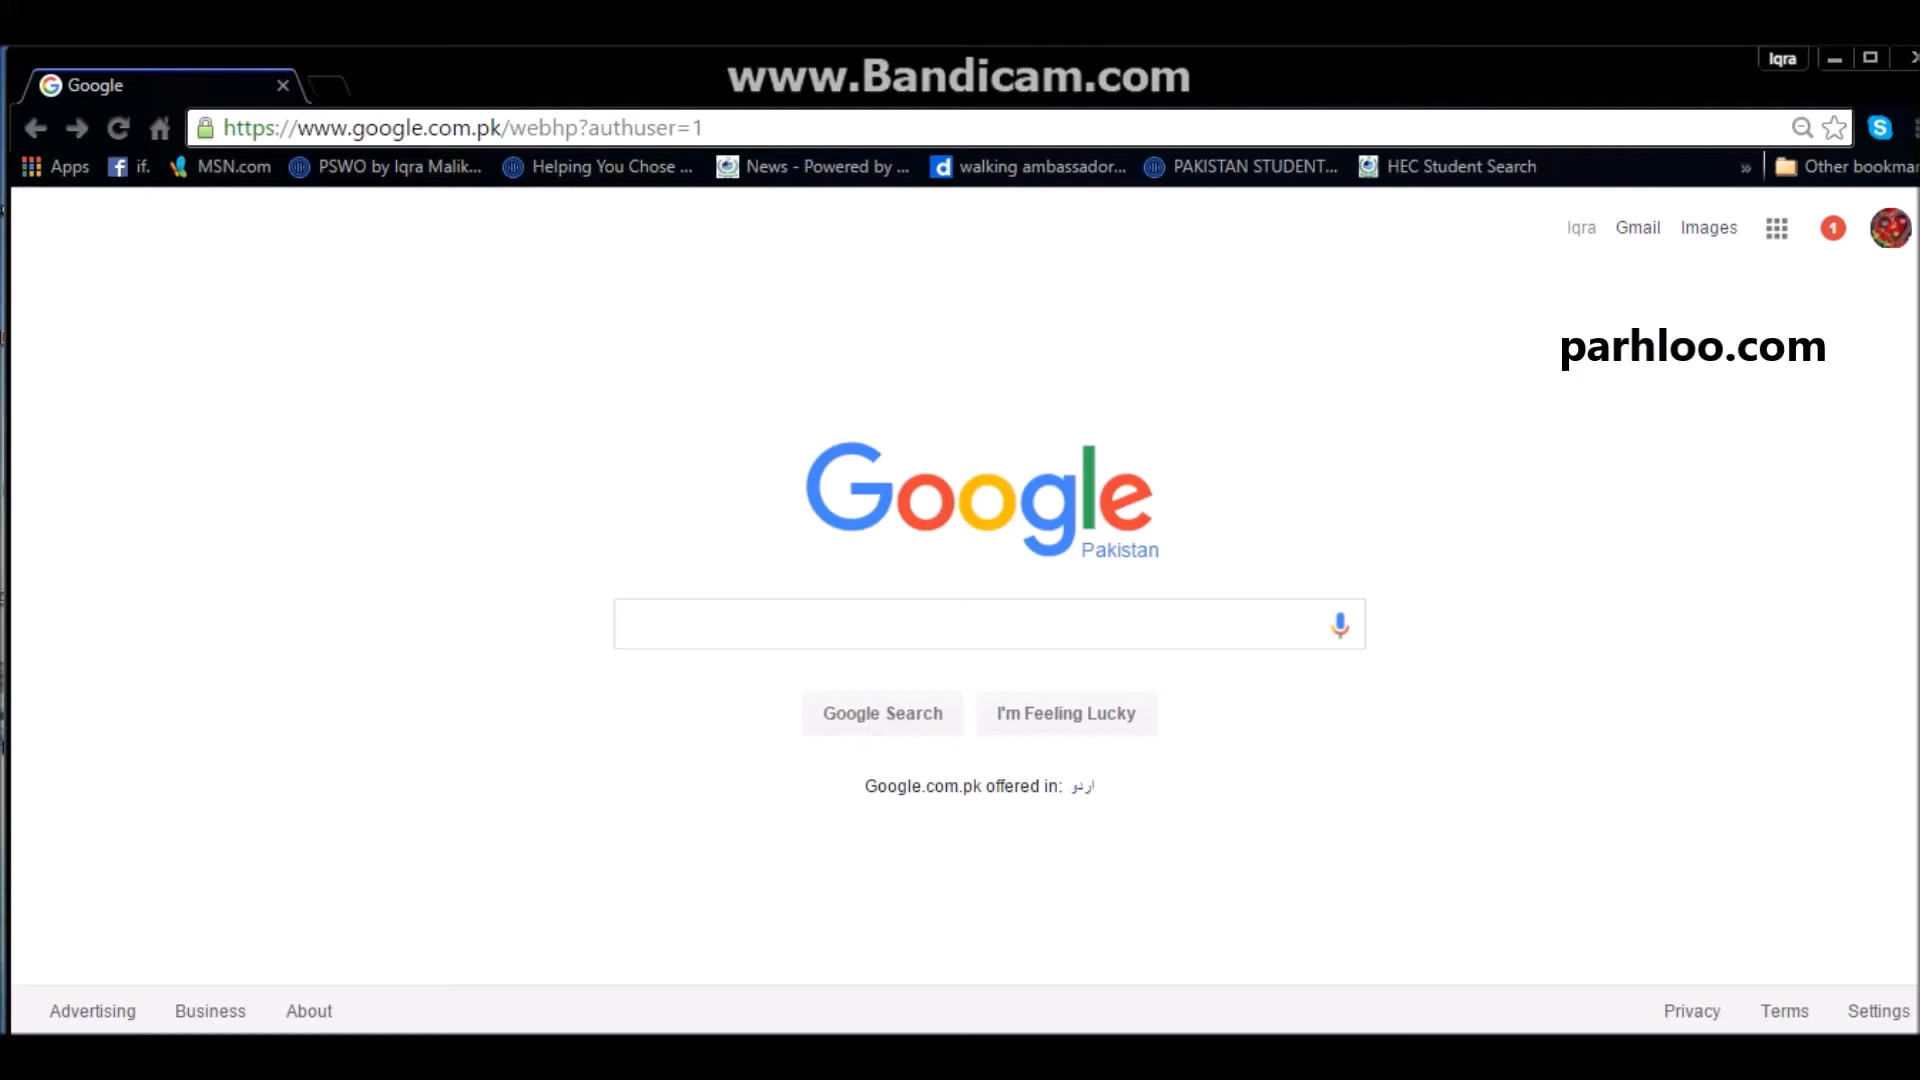 www.Bandicam.com
Iqra
Google
https://www.google.com.pk/webhp?authuser=1
Apps if. MSN.com PSWO by Iqra Malik... Helping You Chose ... News - Powered by ... walking ambassador... PAKISTAN STUDENT... HEC Student Search » Other bookmar
Iqra Gmail Images 1
parhloo.com
Google
Pakistan
Google Search I'm Feeling Lucky
Google.com.pk offered in: اردو
Advertising Business About Privacy Terms Settings